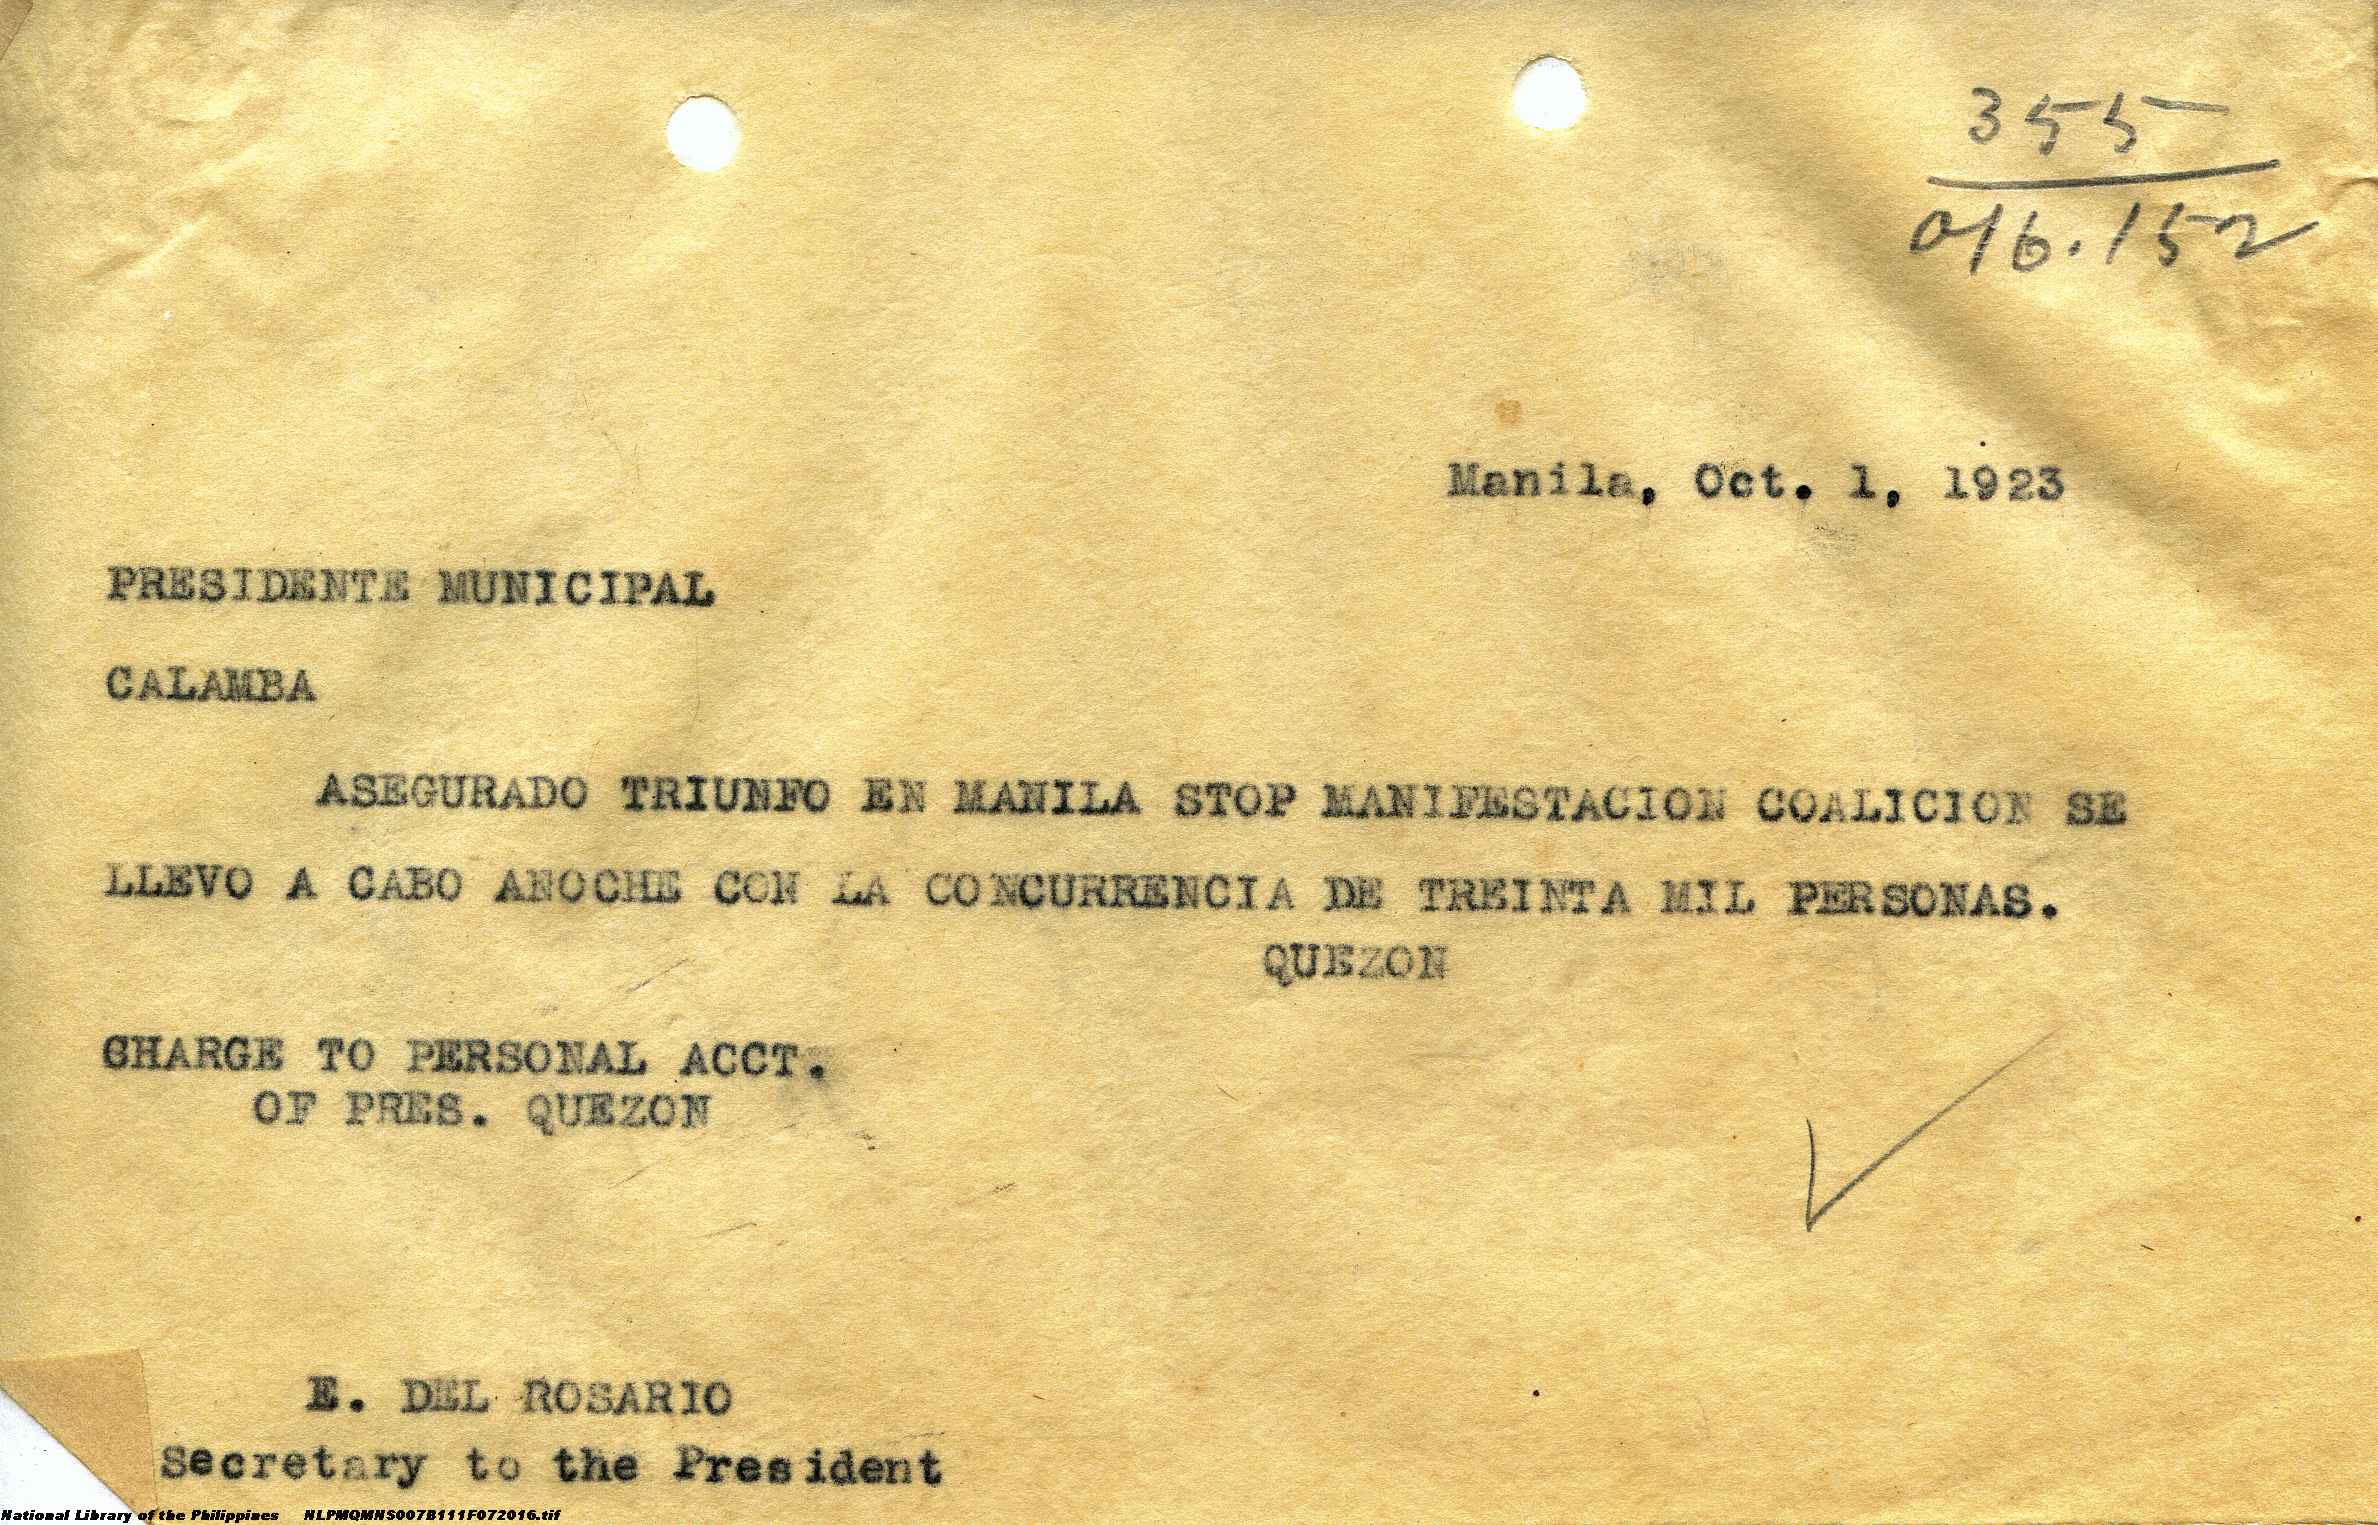 355
016.152
Manila, Oct. 1, 1923
PRESIDENTE MUNICIPAL
CALAMBA
ASEGURADO TRIUNFO EN MANILA STOP MANIFESTACION COALICION SE
LLEVO A CABO ANOCHE CON LA CONCURRENCIA DE TREINTA MIL PERSONAS.
QUEZON
CHARGE TO PERSONAL ACCT.
OF PRES. QUEZON
E. DEL ROSARIO
Secretary to the President
National Library of the Philippines NLPMQMNS007B111F072016.tif